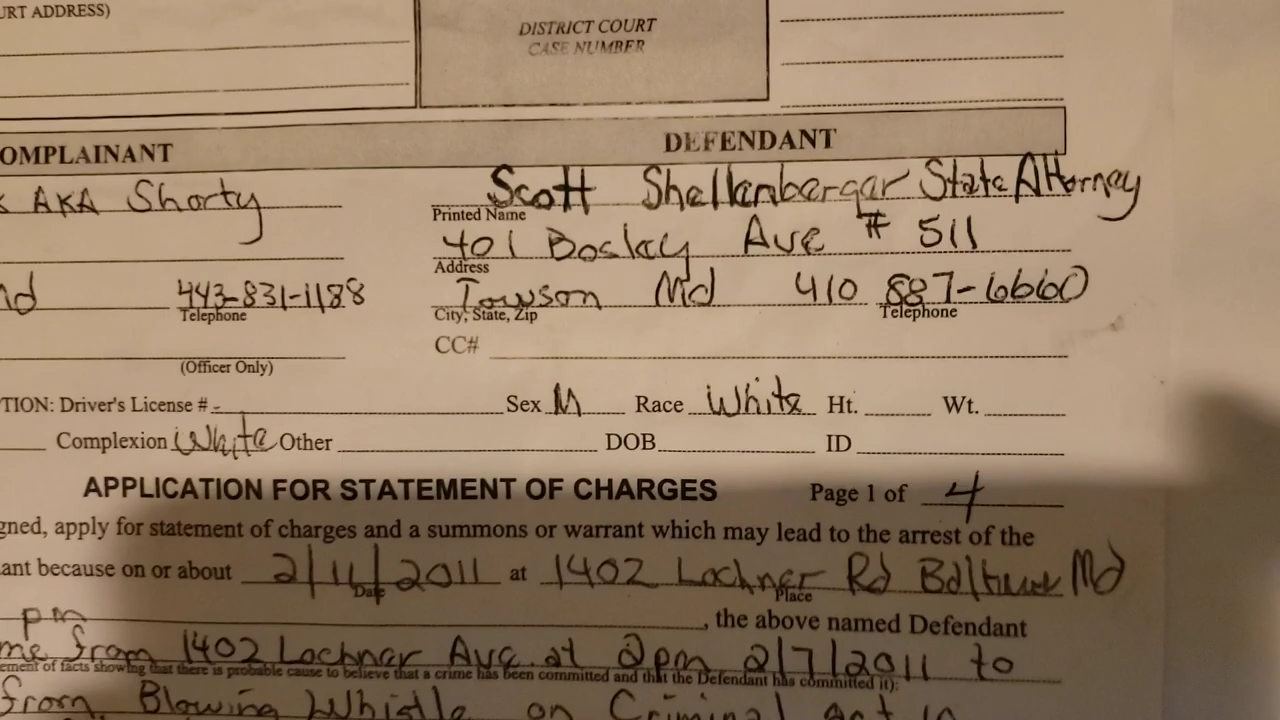 URT ADDRESS)
DISTRICT COURT
CASE NUMBER
OMPLAINANT
DEFENDANT
AKA Shorty
Scott Shellenberger State Attorney
Printed Name
401 Bosley Ave # 511
Address
Md 443-831-1188
Telephone
Towson Md 410 887-6660
City, State, Zip Telephone
(Officer Only)
CC#
TION: Driver's License # - Sex M Race White Ht. Wt.
Complexion White Other DOB ID
APPLICATION FOR STATEMENT OF CHARGES Page 1 of 4
gned, apply for statement of charges and a summons or warrant which may lead to the arrest of the
ant because on or about 2/11/2011 at 1402 Lochner Rd Baltimore Md
Date Place
pm , the above named Defendant
me from 1402 Lochner Ave at 2pm 2/7/2011 to
ement of facts showing that there is probable cause to believe that a crime has been committed and that the Defendant has committed it):
from Blowing Whistle on Criminal act in